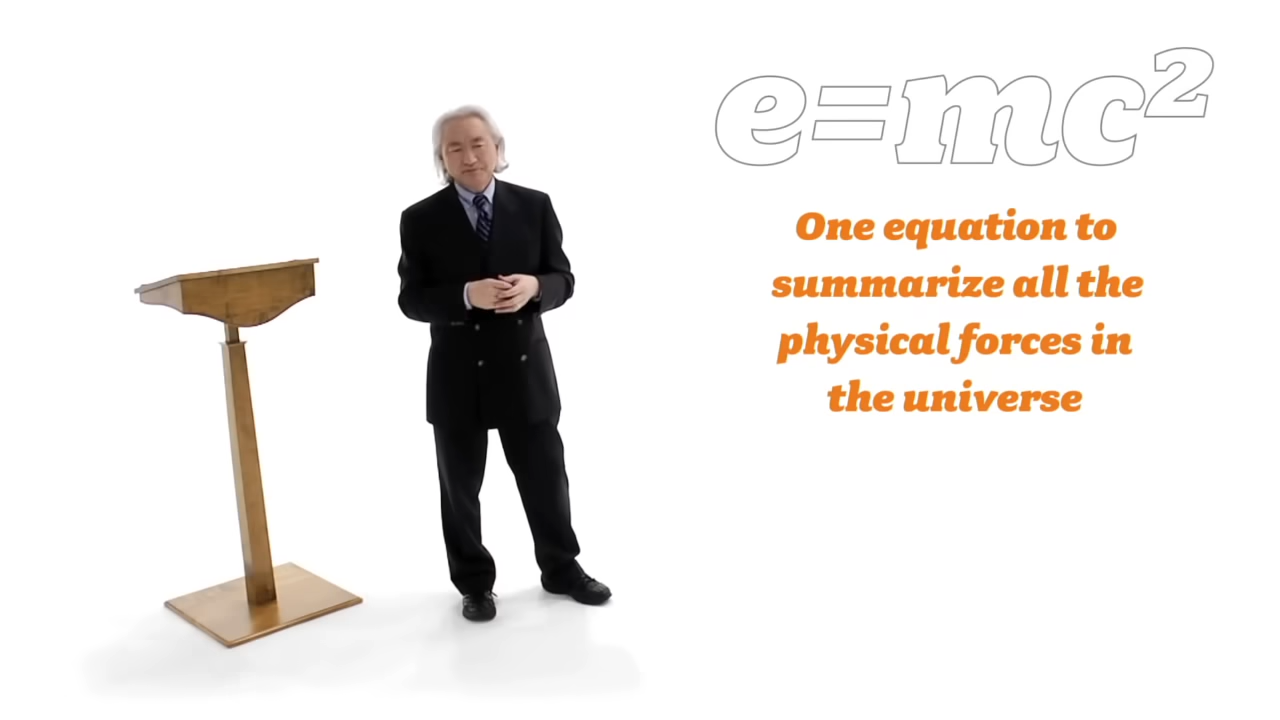 e=mc²
One equation to
summarize all the
physical forces in
the universe